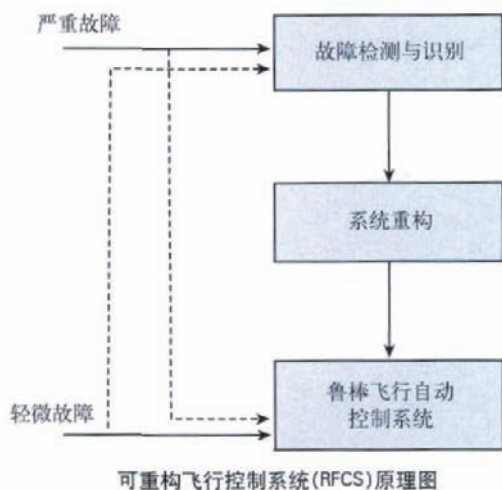 严重故障
故障检测与识别
系统重构
鲁棒飞行自动
控制系统
轻微故障
可重构飞行控制系统(RFCS)原理图